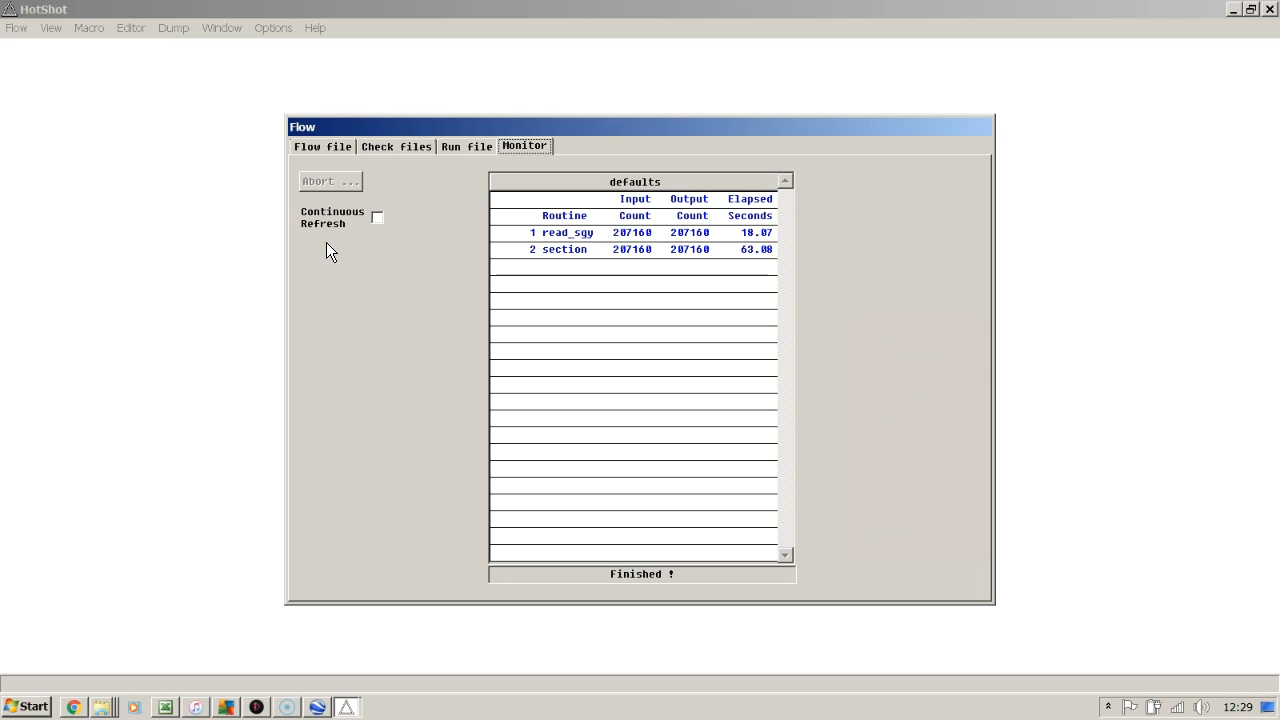 HotShot
Flow View Macro Editor Dump Window Options Help
Flow
Flow file Check files Run file Monitor
Abort ...
Continuous
Refresh
defaults
Input Output Elapsed
Routine Count Count Seconds
1 read_sgy 207160 207160 18.07
2 section 207160 207160 63.08
Finished !
Start
12:29